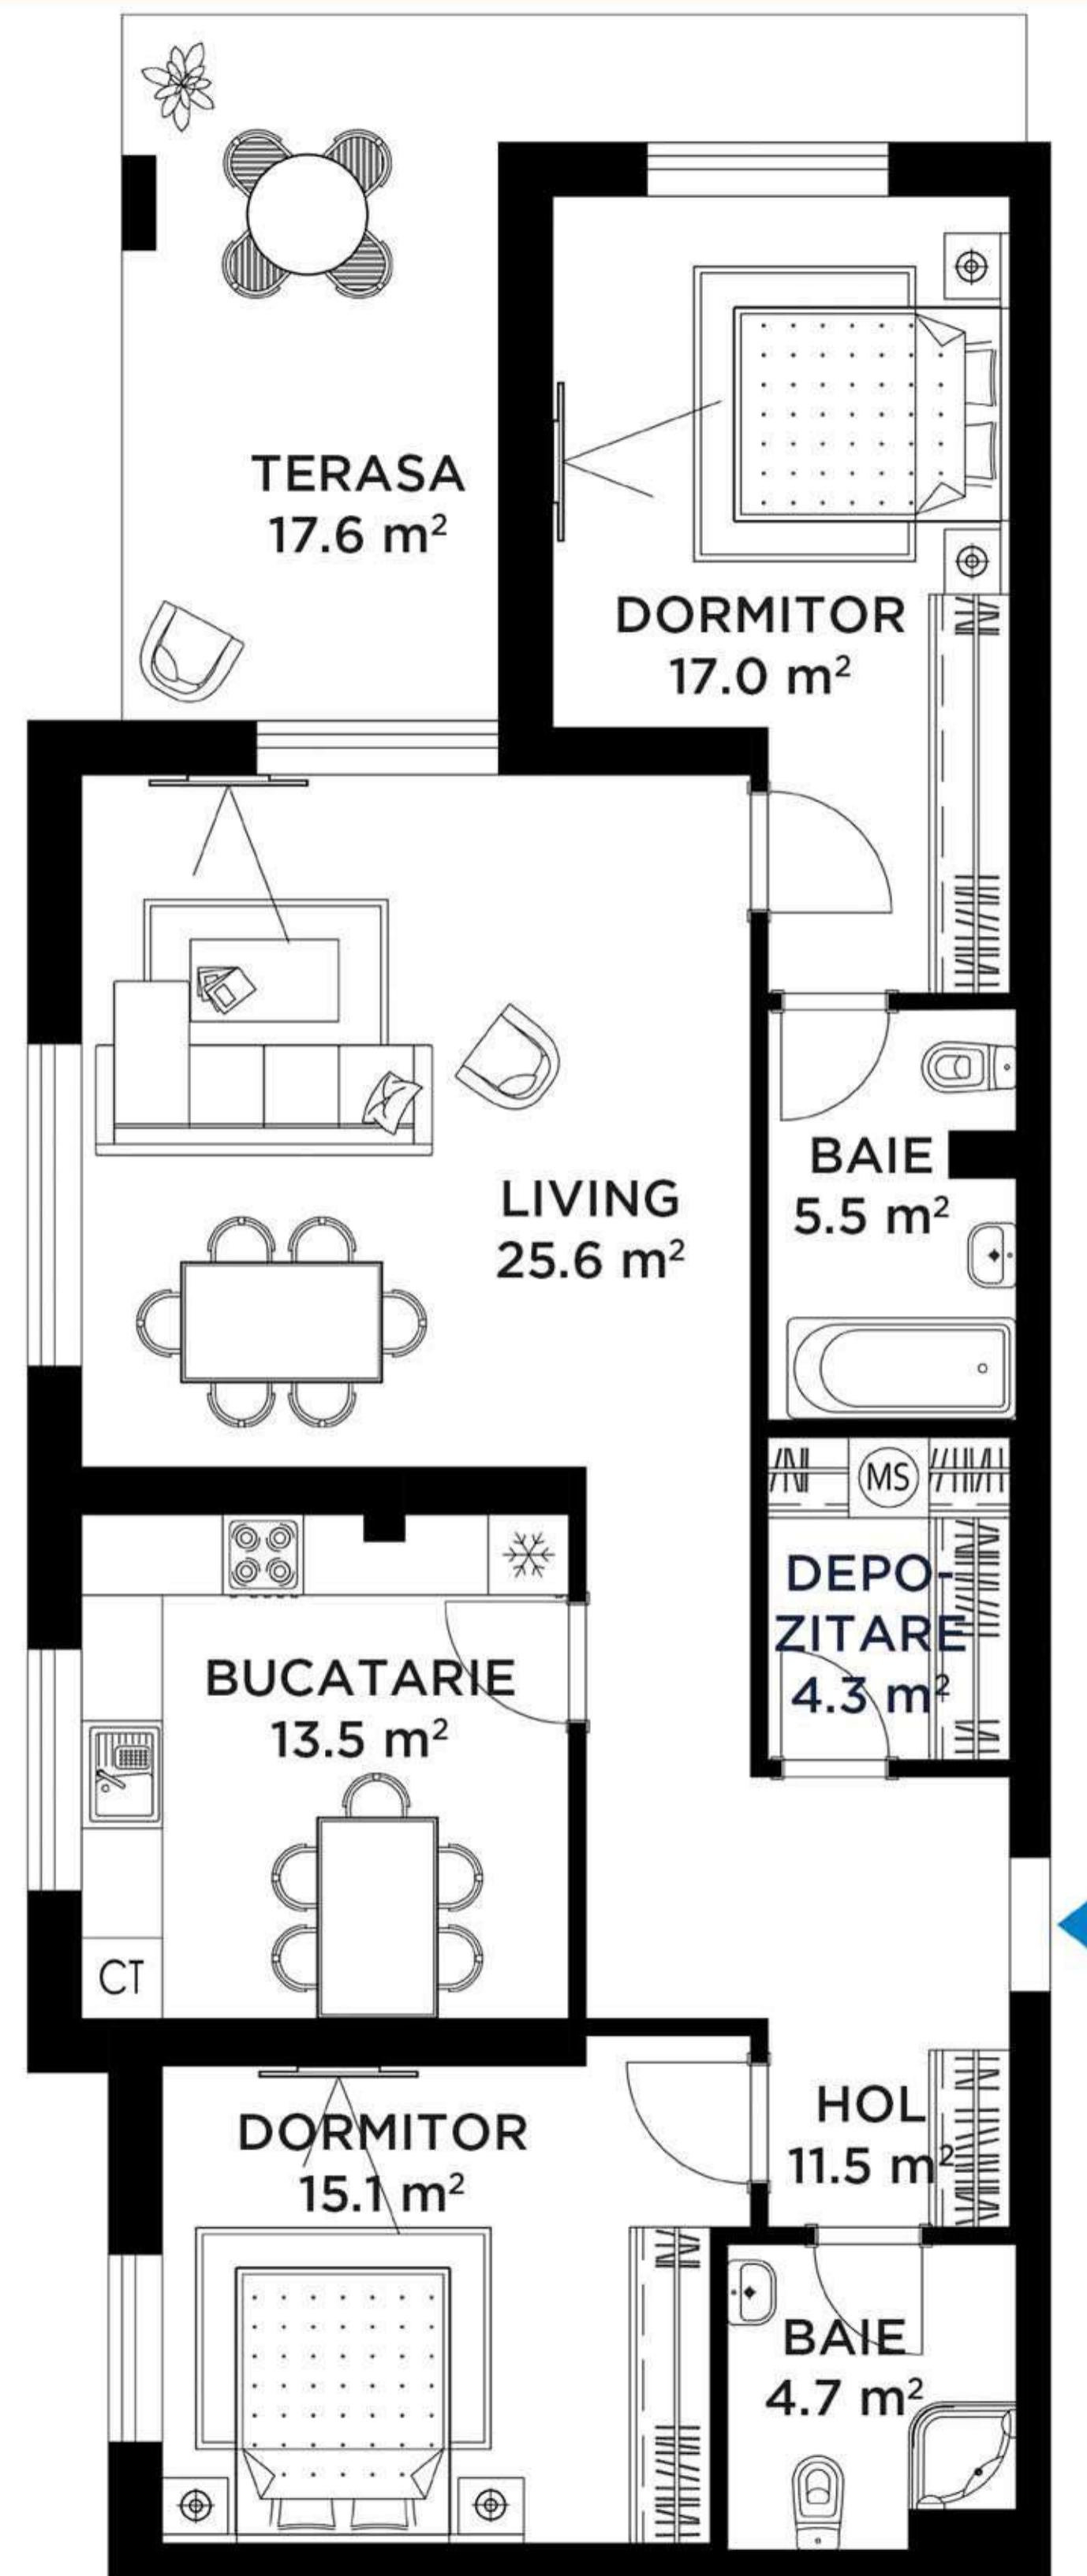 TERASA
17.6 m²
DORMITOR
17.0 m²
BAIE
5.5 m²
LIVING
25.6 m²
MS
DEPO-
ZITARE
4.3 m²
BUCATARIE
13.5 m²
CT
HOL
11.5 m²
DORMITOR
15.1 m²
BAIE
4.7 m²